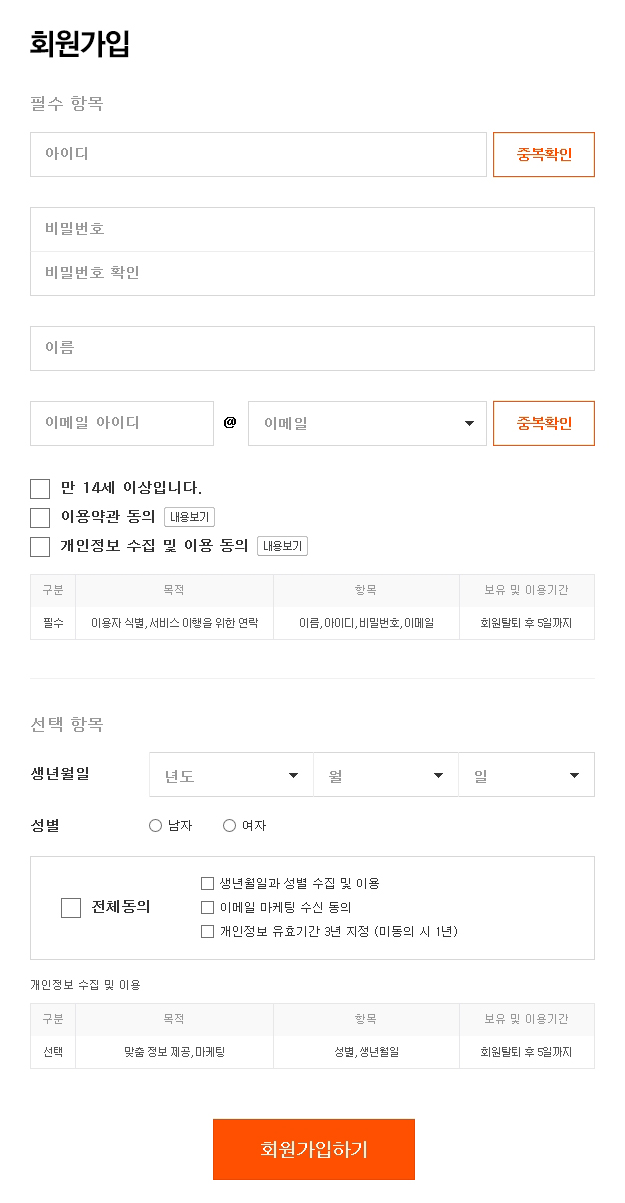 회원가입
필수 항목
아이디 중복확인
비밀번호
비밀번호 확인
이름
이메일 아이디 @ 이메일 중복확인
만 14세 이상입니다.
이용약관 동의 내용보기
개인정보 수집 및 이용 동의 내용보기
구분 목적 항목 보유 및 이용기간
필수 이용자 식별,서비스 이행을 위한 연락 이름,아이디,비밀번호,이메일 회원탈퇴 후 5일까지
선택 항목
생년월일 년도 월 일
성별 남자 여자
생년월일과 성별 수집 및 이용
전체동의 이메일 마케팅 수신 동의
개인정보 유효기간 3년 지정 (미동의 시 1년)
개인정보 수집 및 이용
구분 목적 항목 보유 및 이용기간
선택 맞춤 정보 제공,마케팅 성별,생년월일 회원탈퇴 후 5일까지
회원가입하기